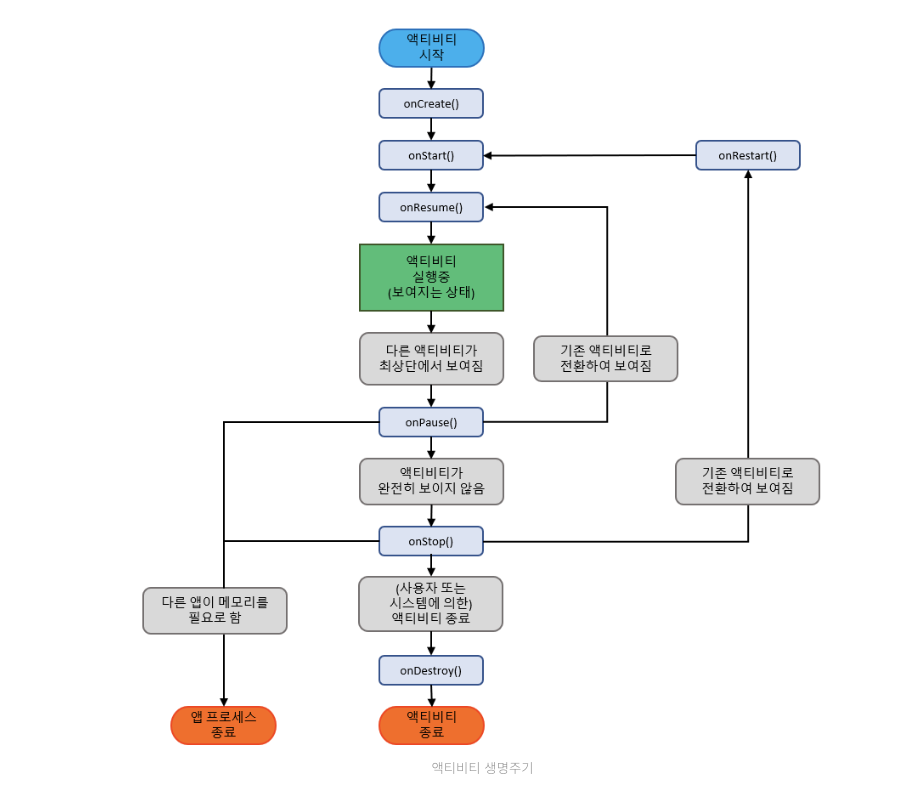 액티비티
시작
onCreate()
onStart()
onRestart()
onResume()
액티비티
실행중
(보여지는 상태)
다른 액티비티가
최상단에서 보여짐
기존 액티비티로
전환하여 보여짐
onPause()
액티비티가
완전히 보이지 않음
기존 액티비티로
전환하여 보여짐
onStop()
(사용자 또는
시스템에 의한)
액티비티 종료
다른 앱이 메모리를
필요로 함
onDestroy()
앱 프로세스
종료
액티비티
종료
액티비티 생명주기